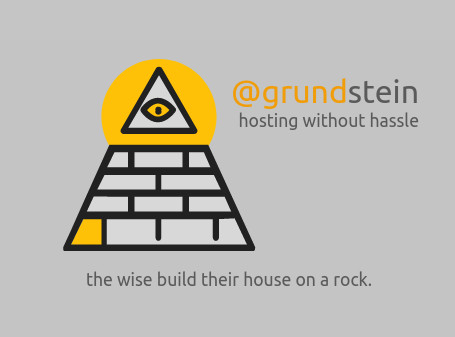 @grundstein
hosting without hassle
the wise build their house on a rock.